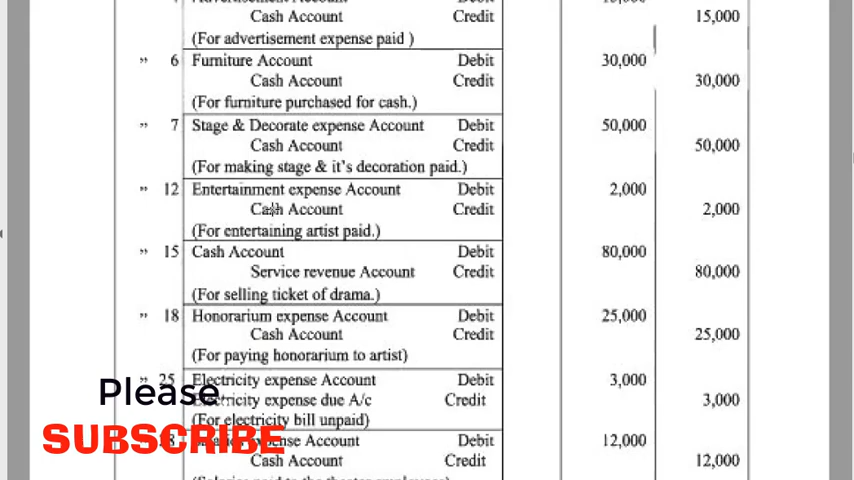 Cash Account Credit 15,000
(For advertisement expense paid )
” 6 Furniture Account Debit 30,000
Cash Account Credit 30,000
(For furniture purchased for cash.)
” 7 Stage & Decorate expense Account Debit 50,000
Cash Account Credit 50,000
(For making stage & it’s decoration paid.)
” 12 Entertainment expense Account Debit 2,000
Cash Account Credit 2,000
(For entertaining artist paid.)
” 15 Cash Account Debit 80,000
Service revenue Account Credit 80,000
(For selling ticket of drama.)
” 18 Honorarium expense Account Debit 25,000
Cash Account Credit 25,000
(For paying honorarium to artist)
” 25 Electricity expense Account Debit 3,000
Electricity expense due A/c Credit 3,000
(For electricity bill unpaid)
expense Account Debit 12,000
Cash Account Credit 12,000
Please
SUBSCRIBE